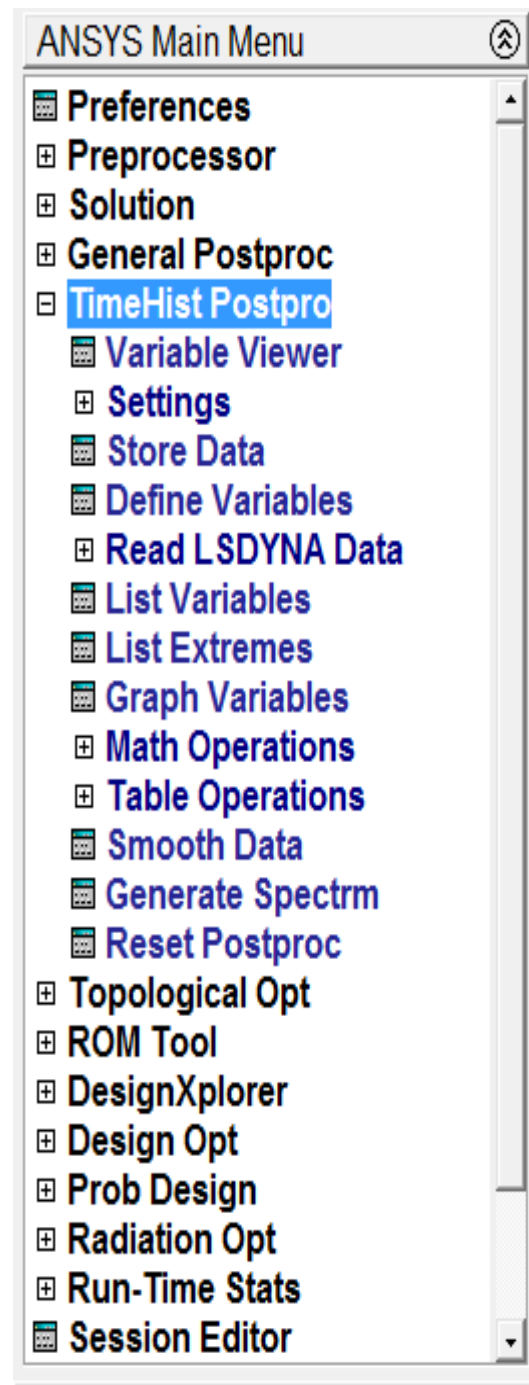 ANSYS Main Menu
Preferences
Preprocessor
Solution
General Postproc
TimeHist Postpro
Variable Viewer
Settings
Store Data
Define Variables
Read LSDYNA Data
List Variables
List Extremes
Graph Variables
Math Operations
Table Operations
Smooth Data
Generate Spectrm
Reset Postproc
Topological Opt
ROM Tool
DesignXplorer
Design Opt
Prob Design
Radiation Opt
Run-Time Stats
Session Editor